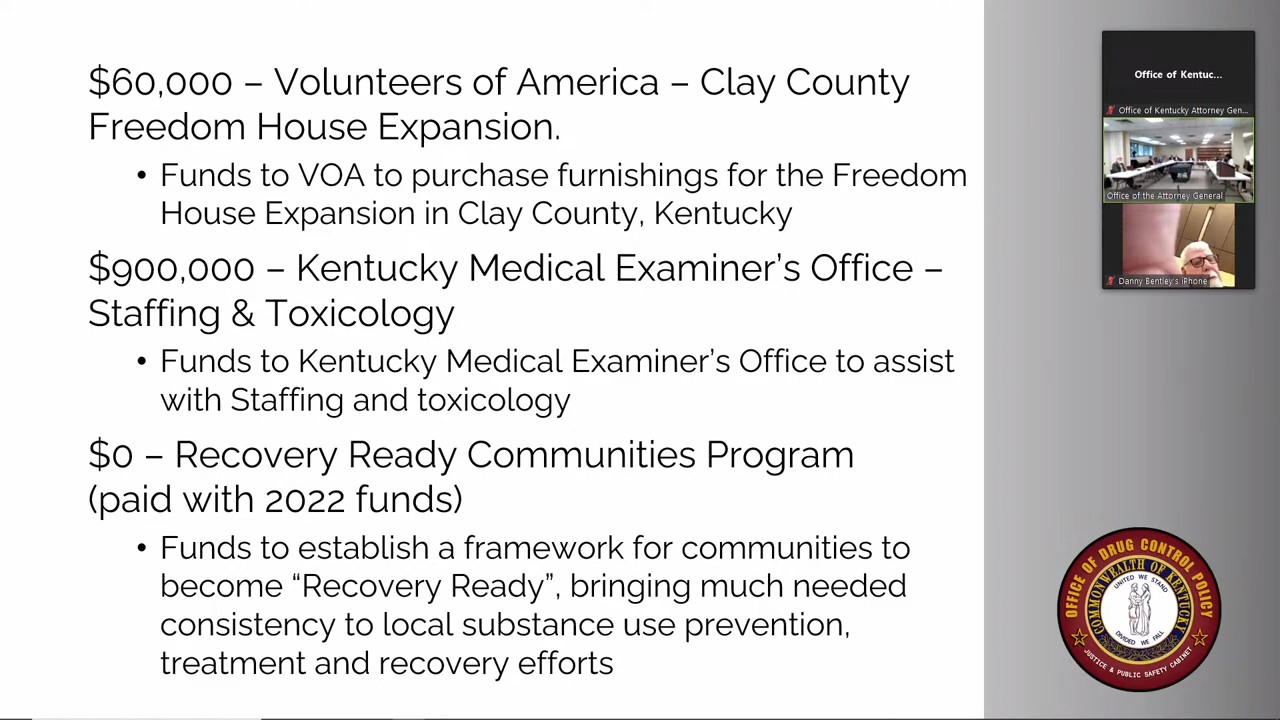 $60,000 – Volunteers of America – Clay County
Freedom House Expansion.
• Funds to VOA to purchase furnishings for the Freedom
House Expansion in Clay County, Kentucky
$900,000 – Kentucky Medical Examiner’s Office –
Staffing & Toxicology
• Funds to Kentucky Medical Examiner’s Office to assist
with Staffing and toxicology
$0 – Recovery Ready Communities Program
(paid with 2022 funds)
• Funds to establish a framework for communities to
become “Recovery Ready”, bringing much needed
consistency to local substance use prevention,
treatment and recovery efforts
Office of Kentuc...
Office of Kentucky Attorney Gen...
Office of the Attorney General
Danny Bentley's iPhone
OFFICE OF DRUG CONTROL POLICY
COMMONWEALTH OF KENTUCKY
UNITED WE STAND
DIVIDED WE FALL
JUSTICE & PUBLIC SAFETY CABINET